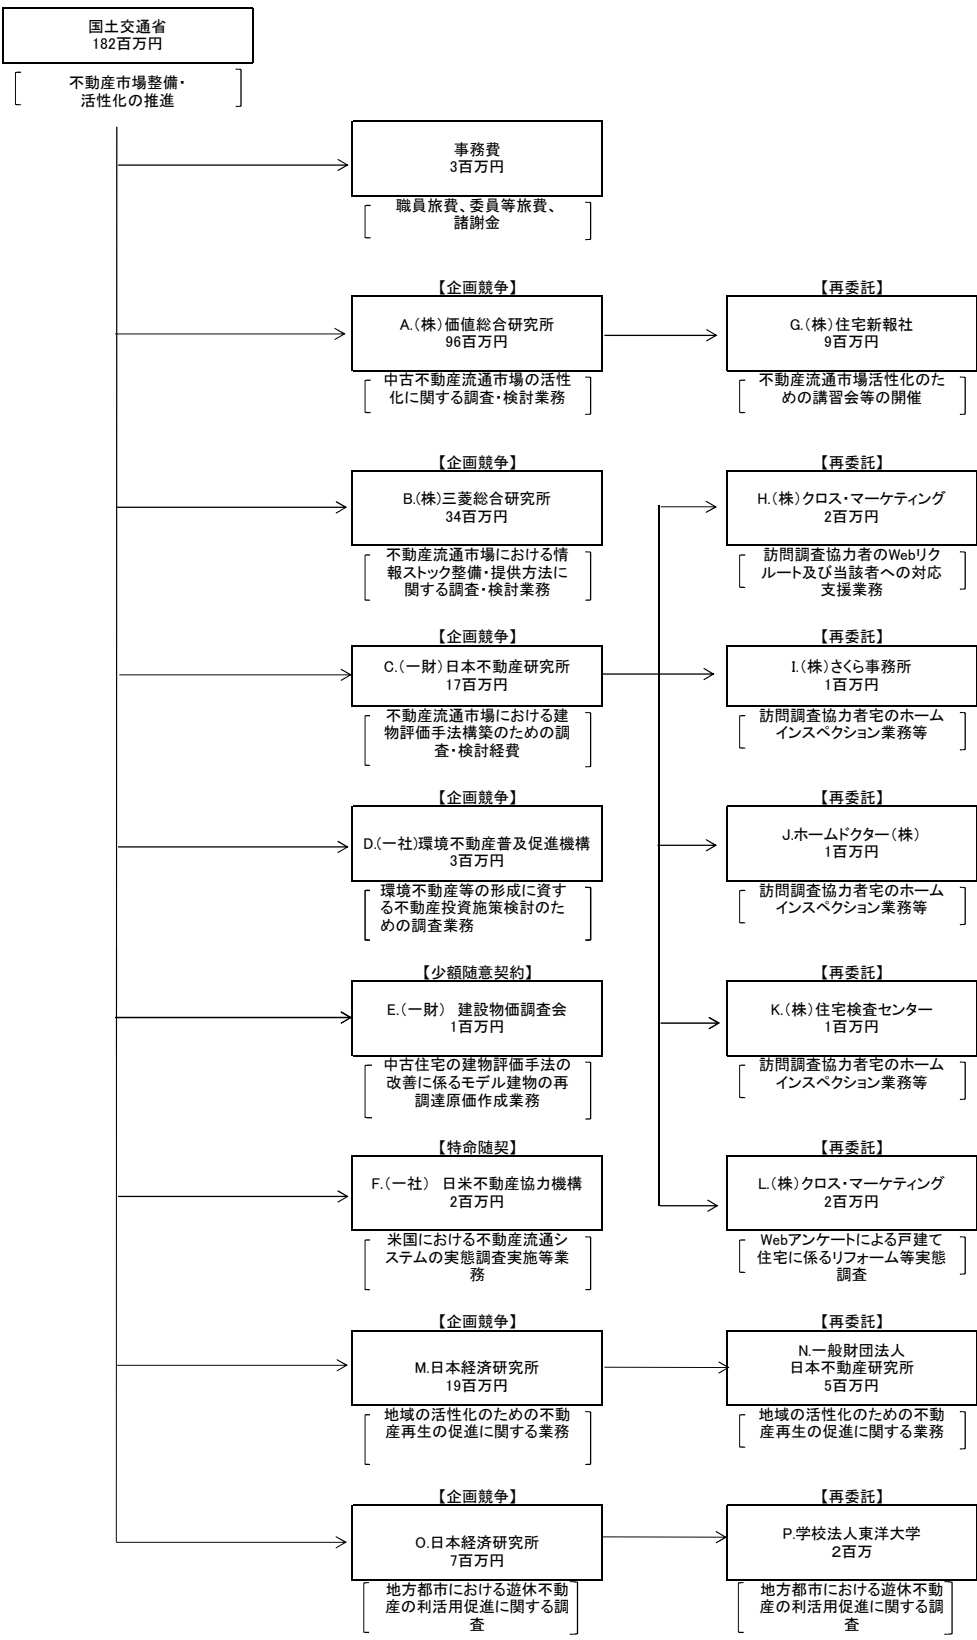 国土交通省
182百万円
不動産市場整備・
活性化の推進
事務費
3百万円
職員旅費、委員等旅費、
諸謝金
【企画競争】
A.(株)価値総合研究所
96百万円
中古不動産流通市場の活性
化に関する調査・検討業務
【再委託】
G.(株)住宅新報社
9百万円
不動産流通市場活性化のた
めの講習会等の開催
【企画競争】
B.(株)三菱総合研究所
34百万円
不動産流通市場における情
報ストック整備・提供方法に
関する調査・検討業務
【再委託】
H.(株)クロス・マーケティング
2百万円
訪問調査協力者のWebリク
ルート及び当該者への対応
支援業務
【企画競争】
C.(一財)日本不動産研究所
17百万円
不動産流通市場における建
物評価手法構築のための調
査・検討経費
【再委託】
I.(株)さくら事務所
1百万円
訪問調査協力者宅のホーム
インスペクション業務等
【企画競争】
D.(一社)環境不動産普及促進機構
3百万円
環境不動産等の形成に資す
る不動産投資施策検討のた
めの調査業務
【再委託】
J.ホームドクター(株)
1百万円
訪問調査協力者宅のホーム
インスペクション業務等
【少額随意契約】
E.(一財) 建設物価調査会
1百万円
中古住宅の建物評価手法の
改善に係るモデル建物の再
調達原価作成業務
【再委託】
K.(株)住宅検査センター
1百万円
訪問調査協力者宅のホーム
インスペクション業務等
【特命随契】
F.(一社) 日米不動産協力機構
2百万円
米国における不動産流通シ
ステムの実態調査実施等業
務
【再委託】
L.(株)クロス・マーケティング
2百万円
Webアンケートによる戸建て
住宅に係るリフォーム等実態
調査
【企画競争】
M.日本経済研究所
19百万円
地域の活性化のための不動
産再生の促進に関する業務
【再委託】
N.一般財団法人
日本不動産研究所
5百万円
地域の活性化のための不動
産再生の促進に関する業務
【企画競争】
O.日本経済研究所
7百万円
地方都市における遊休不動
産の利活用促進に関する調
査
【再委託】
P.学校法人東洋大学
2百万
地方都市における遊休不動
産の利活用促進に関する調
査